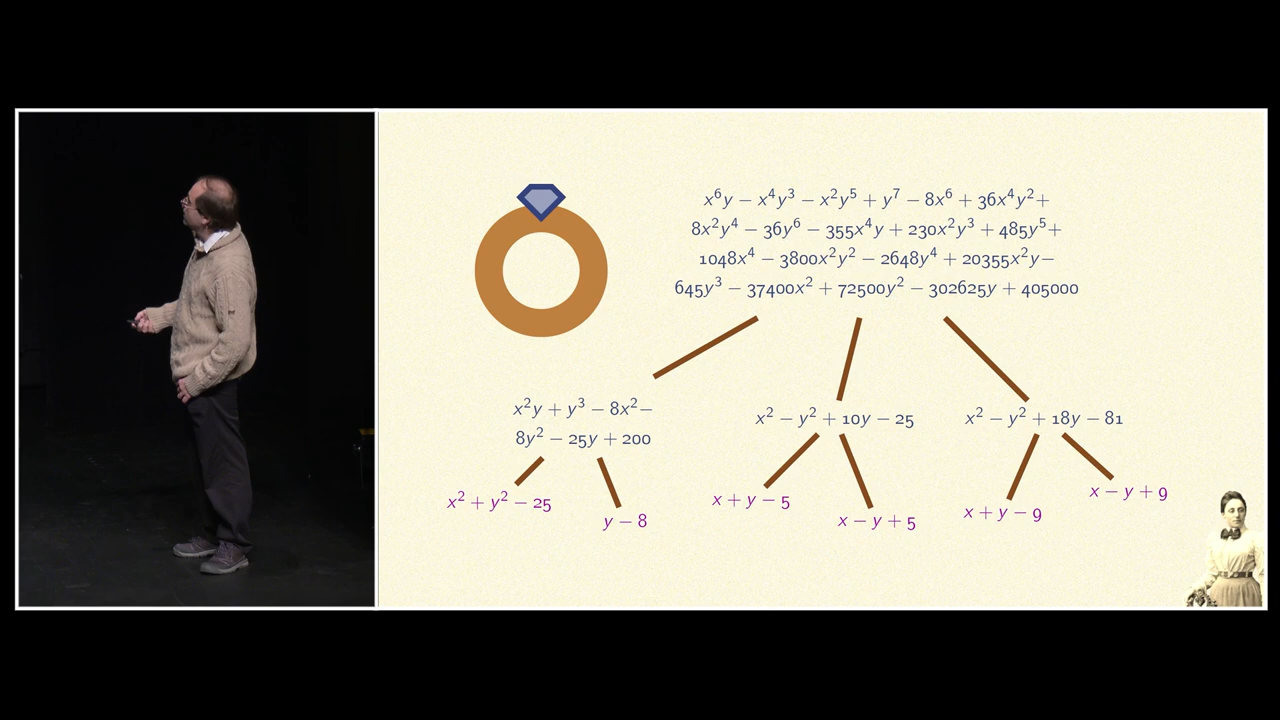 x⁶y − x⁴y³ − x²y⁵ + y⁷ − 8x⁶ + 36x⁴y²+
8x²y⁴ − 36y⁶ − 355x⁴y + 230x²y³ + 485y⁵+
1048x⁴ − 3800x²y² − 2648y⁴ + 20355x²y−
645y³ − 37400x² + 72500y² − 302625y + 405000
x²y + y³ − 8x²−
8y² − 25y + 200
x² − y² + 10y − 25
x² − y² + 18y − 81
x² + y² − 25
y − 8
x + y − 5
x − y + 5
x + y − 9
x − y + 9